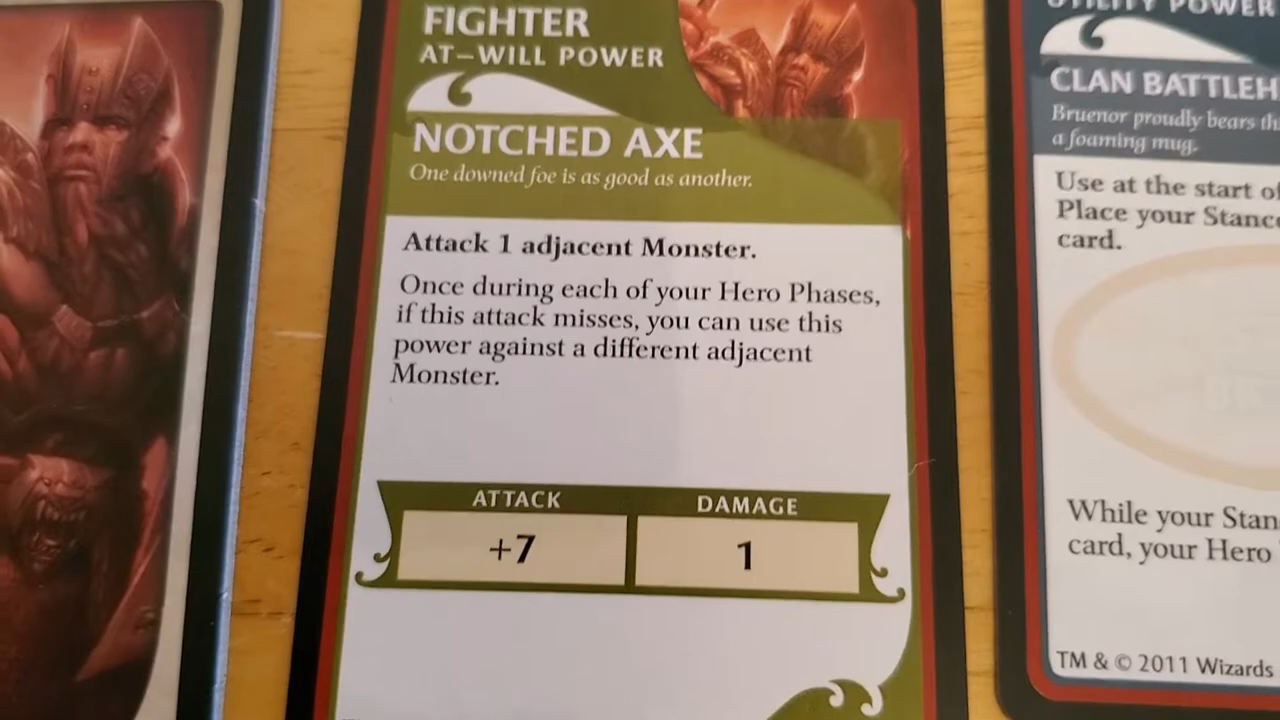 FIGHTER
AT–WILL POWER
NOTCHED AXE
One downed foe is as good as another.
Attack 1 adjacent Monster.
Once during each of your Hero Phases,
if this attack misses, you can use this
power against a different adjacent
Monster.
ATTACK
DAMAGE
+7
1
UTILITY POWER
CLAN BATTLEH
Bruenor proudly bears th
a foaming mug.
Use at the start of
Place your Stance
card.
While your Stan
card, your Hero
TM & © 2011 Wizards